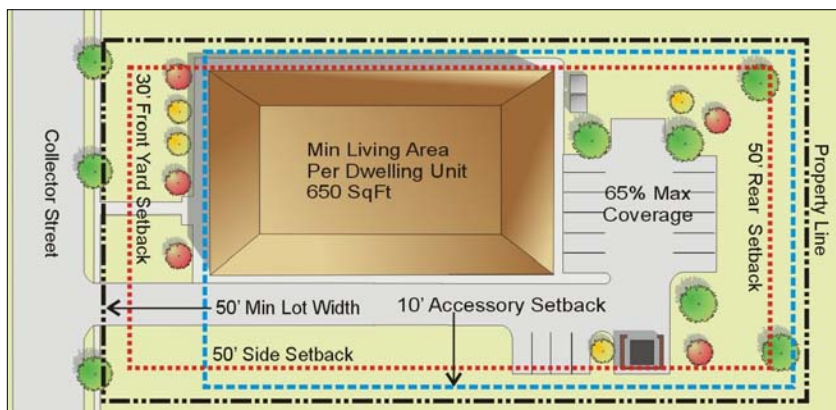 Collector Street
30' Front Yard Setback
Min Living Area
Per Dwelling Unit
650 SqFt
65% Max
Coverage
50' Rear Setback
Property Line
50' Min Lot Width
10' Accessory Setback
50' Side Setback